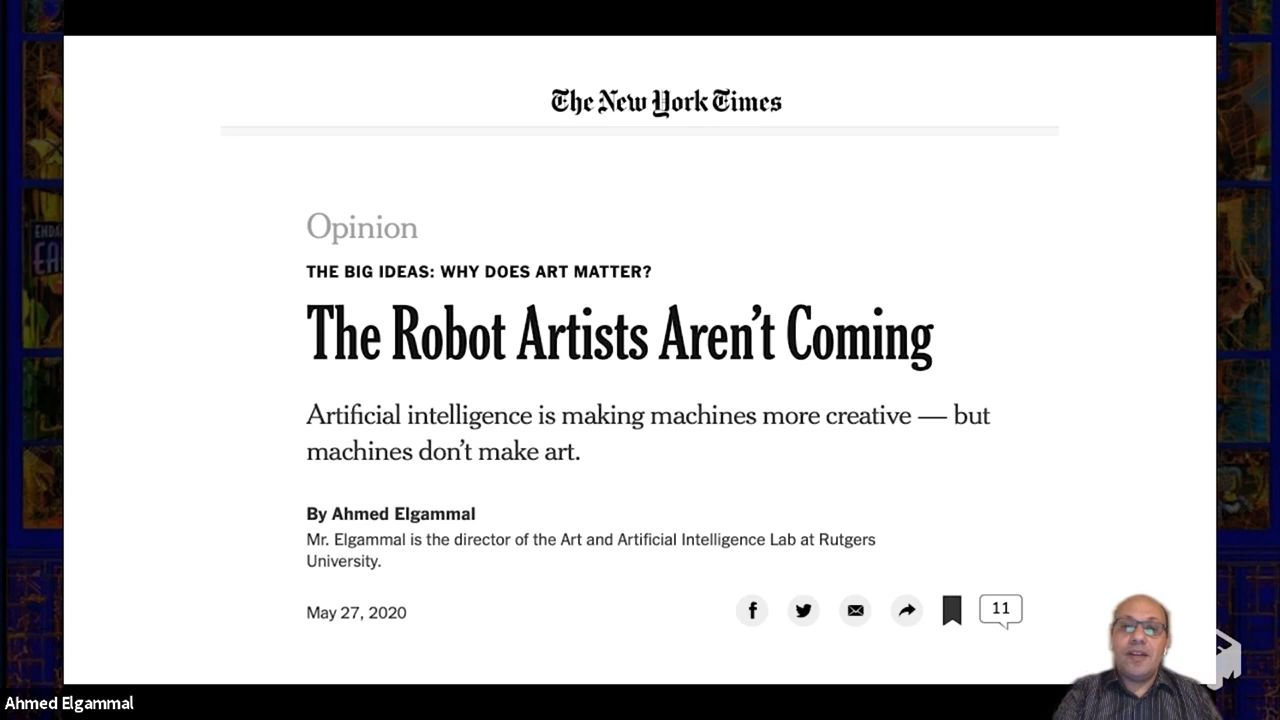 The New York Times
Opinion
THE BIG IDEAS: WHY DOES ART MATTER?
The Robot Artists Aren’t Coming
Artificial intelligence is making machines more creative — but
machines don’t make art.
By Ahmed Elgammal
Mr. Elgammal is the director of the Art and Artificial Intelligence Lab at Rutgers
University.
May 27, 2020
11
Ahmed Elgammal